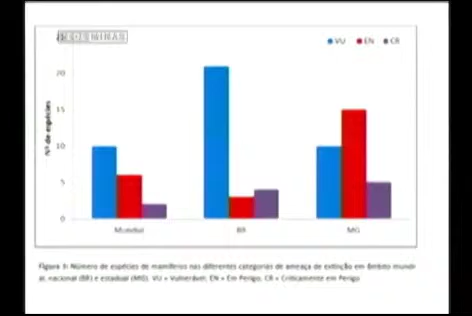 REDE MINAS
VU EN CR
20
15
10
5
0
Nº de espécies
Mundial BR MG
Figura 3: Número de espécies de mamíferos nas diferentes categorias de ameaça de extinção em âmbito mundi
al, nacional (BR) e estadual (MG). VU = Vulnerável; EN = Em Perigo; CR = Criticamente em Perigo